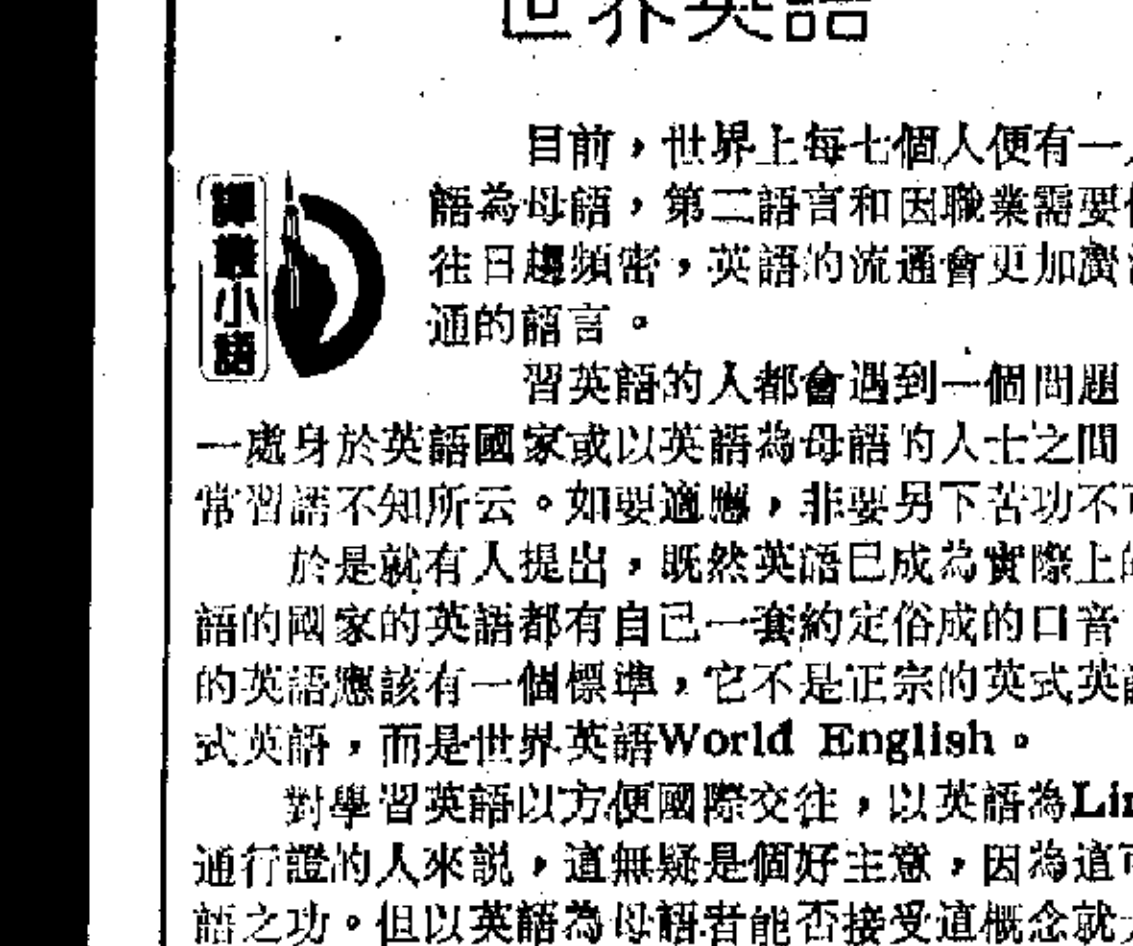 世界英語
目前，世界上每七個人便有一
譯叢小語
語為母語，第二語言和因職業需要
往日趨頻密，英語的流通會更加廣
通的語言。
習英語的人都會遇到一個問題
一處身於英語國家或以英語為母語的人士之間
常習語不知所云。如要適應，非要另下苦功不
於是就有人提出，既然英語已成為實際上
語的國家的英語都有自己一套約定俗成的口音
的英語應該有一個標準，它不是正宗的英式英語
式英語，而是世界英語World English。
對學習英語以方便國際交往，以英語為Lin
通行證的人來説，這無疑是個好主意，因為這可
語之功。但以英語為母語者能否接受這概念就